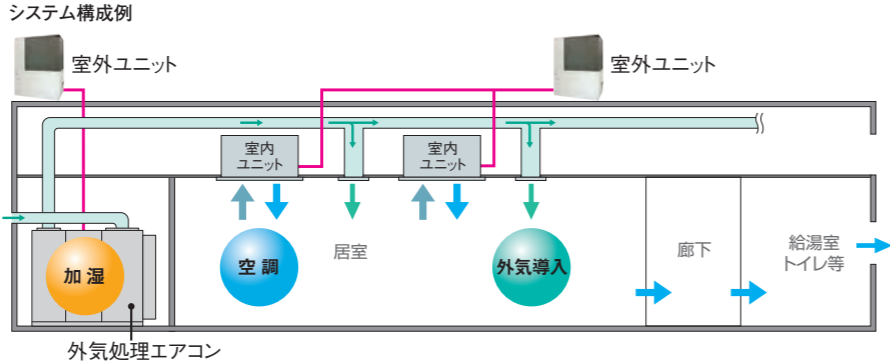 システム構成例
室外ユニット
室外ユニット
室内
ユニット
室内
ユニット
加湿
空調
居室
外気導入
廊下
給湯室
トイレ等
外気処理エアコン